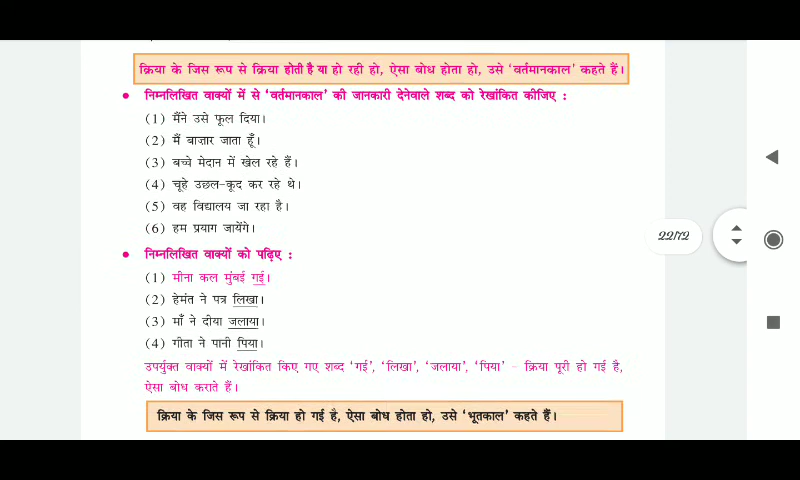 क्रिया के जिस रूप से क्रिया होती है या हो रही हो, ऐसा बोध होता हो, उसे ‘वर्तमानकाल’ कहते हैं।
• निम्नलिखित वाक्यों में से ‘वर्तमानकाल’ की जानकारी देनेवाले शब्द को रेखांकित कीजिए :
(1) मैंने उसे फूल दिया।
(2) मैं बाज़ार जाता हूँ।
(3) बच्चे मेदान में खेल रहे हैं।
(4) चूहे उछल-कूद कर रहे थे।
(5) वह विद्यालय जा रहा है।
(6) हम प्रयाग जायेंगे।
• निम्नलिखित वाक्यों को पढ़िए :
(1) मीना कल मुंबई गई।
(2) हेमंत ने पत्र लिखा।
(3) माँ ने दीया जलाया।
(4) गीता ने पानी पिया।
उपर्युक्त वाक्यों में रेखांकित किए गए शब्द ‘गई’, ‘लिखा’, ‘जलाया’, ‘पिया’ – क्रिया पूरी हो गई है,
ऐसा बोध कराते हैं।
क्रिया के जिस रूप से क्रिया हो गई है, ऐसा बोध होता हो, उसे ‘भूतकाल’ कहते हैं।
22/72